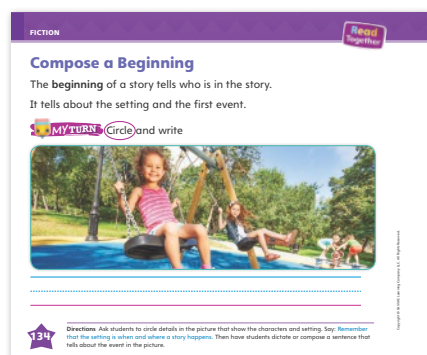 FICTION
Read
Together
Compose a Beginning
The beginning of a story tells who is in the story.
It tells about the setting and the first event.
MY TURN Circle and write
134
Directions Ask students to circle details in the picture that show the characters and setting. Say: Remember
that the setting is when and where a story happens. Then have students dictate or compose a sentence that
tells about the event in the picture.